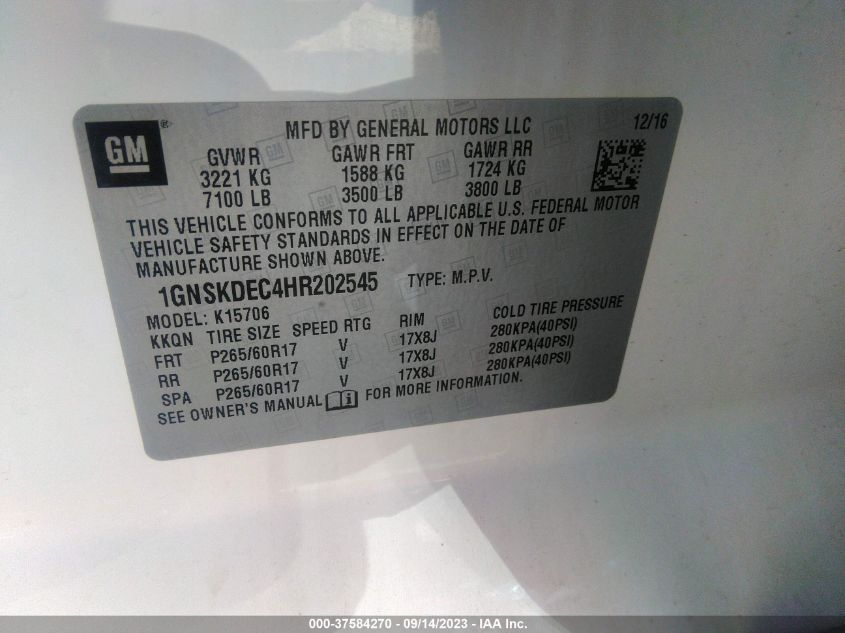 GM
MFD BY GENERAL MOTORS LLC 12/16
GVWR GAWR FRT GAWR RR
3221 KG 1588 KG 1724 KG
7100 LB 3500 LB 3800 LB
THIS VEHICLE CONFORMS TO ALL APPLICABLE U.S. FEDERAL MOTOR
VEHICLE SAFETY STANDARDS IN EFFECT ON THE DATE OF
MANUFACTURE SHOWN ABOVE.
1GNSKDEC4HR202545 TYPE: M.P.V.
MODEL: K15706
KKQN TIRE SIZE SPEED RTG RIM COLD TIRE PRESSURE
FRT P265/60R17 V 17X8J 280KPA(40PSI)
RR P265/60R17 V 17X8J 280KPA(40PSI)
SPA P265/60R17 V 17X8J 280KPA(40PSI)
SEE OWNER'S MANUAL FOR MORE INFORMATION.
000-37584270 - 09/14/2023 - IAA Inc.